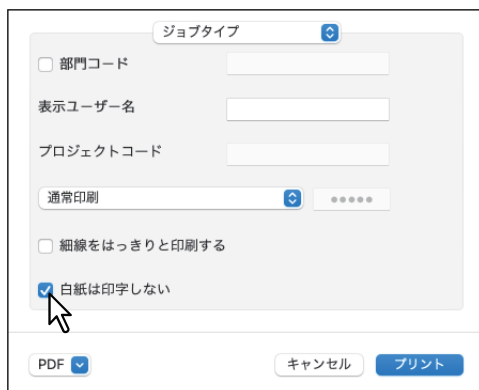 ジョブタイプ
部門コード
表示ユーザー名
プロジェクトコード
通常印刷
●●●●●
細線をはっきりと印刷する
白紙は印字しない
PDF
キャンセル
プリント